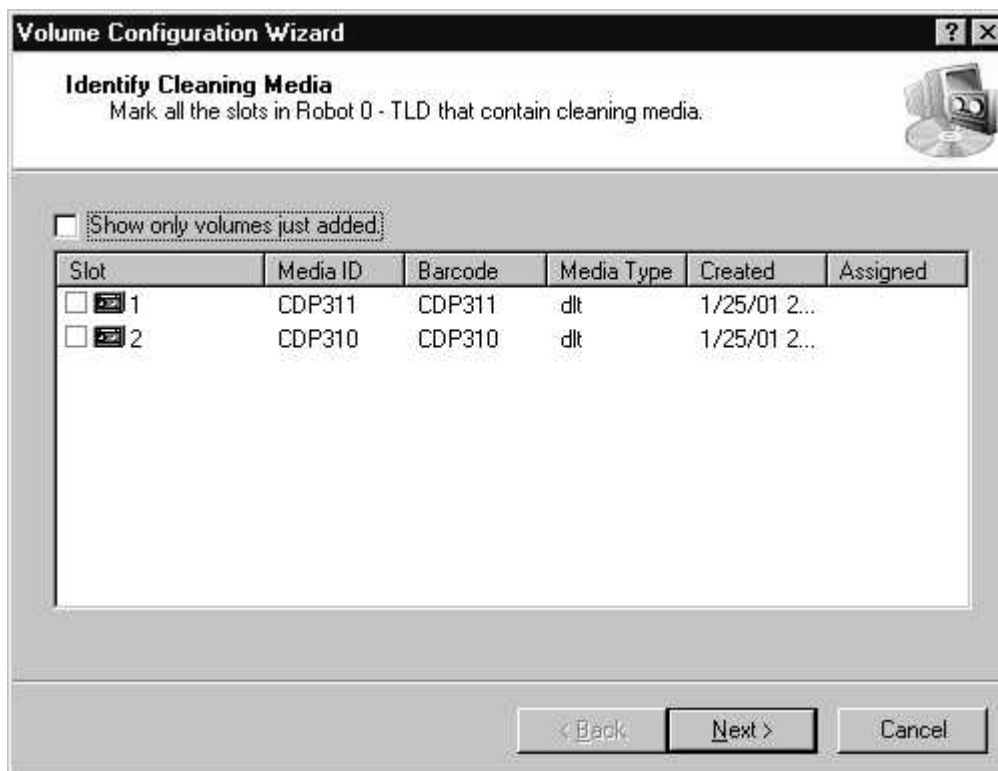 Volume Configuration Wizard
Identify Cleaning Media
Mark all the slots in Robot 0 - TLD that contain cleaning media.
Show only volumes just added.
Slot Media ID Barcode Media Type Created Assigned
1 CDP311 CDP311 dlt 1/25/01 2...
2 CDP310 CDP310 dlt 1/25/01 2...
< Back Next > Cancel